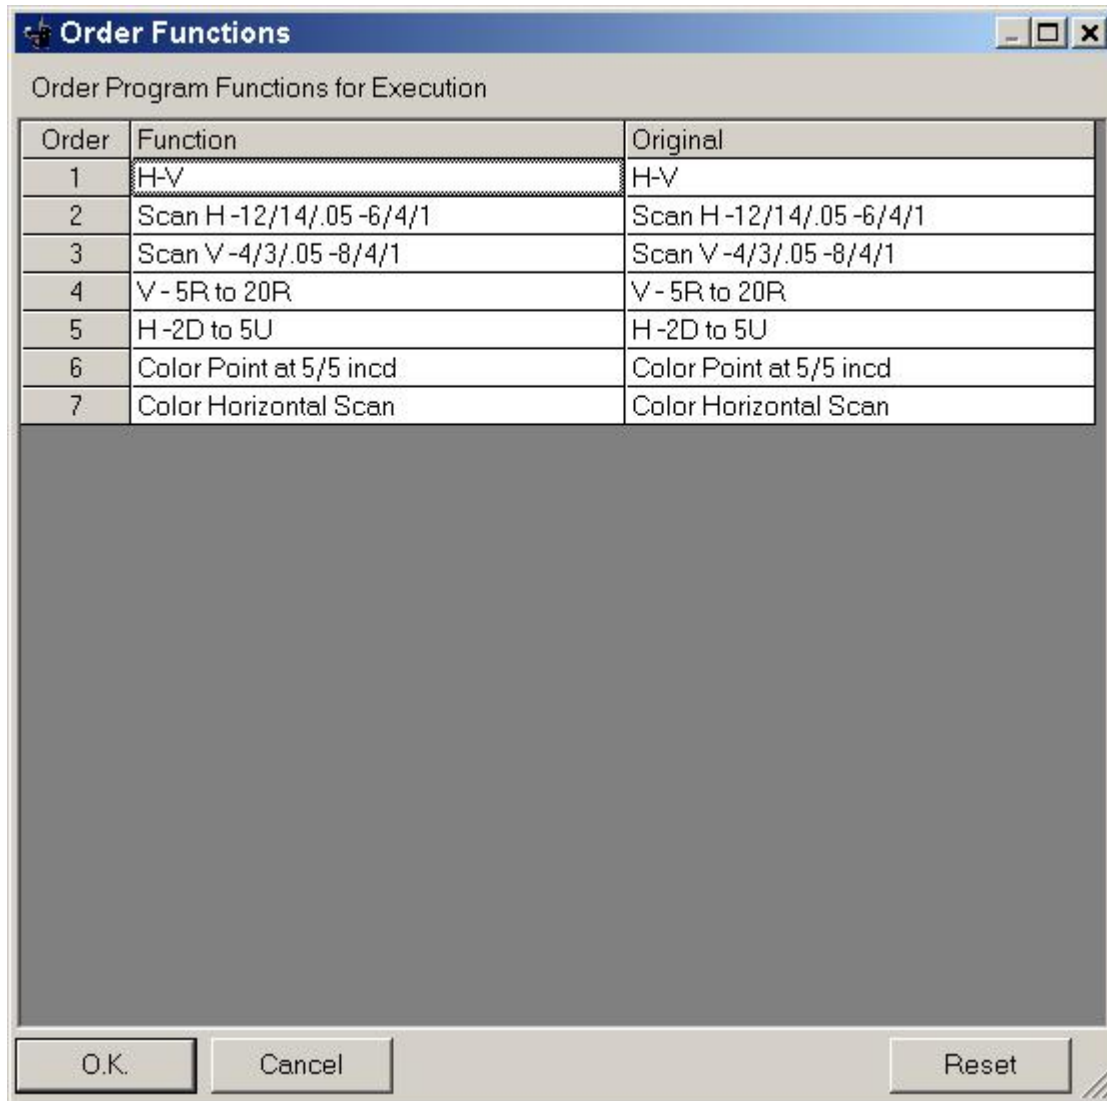 Order Functions
Order Program Functions for Execution
Order Function Original
1 H-V H-V
2 Scan H -12/14/.05 -6/4/1 Scan H -12/14/.05 -6/4/1
3 Scan V -4/3/.05 -8/4/1 Scan V -4/3/.05 -8/4/1
4 V - 5R to 20R V - 5R to 20R
5 H -2D to 5U H -2D to 5U
6 Color Point at 5/5 incd Color Point at 5/5 incd
7 Color Horizontal Scan Color Horizontal Scan
O.K. Cancel Reset